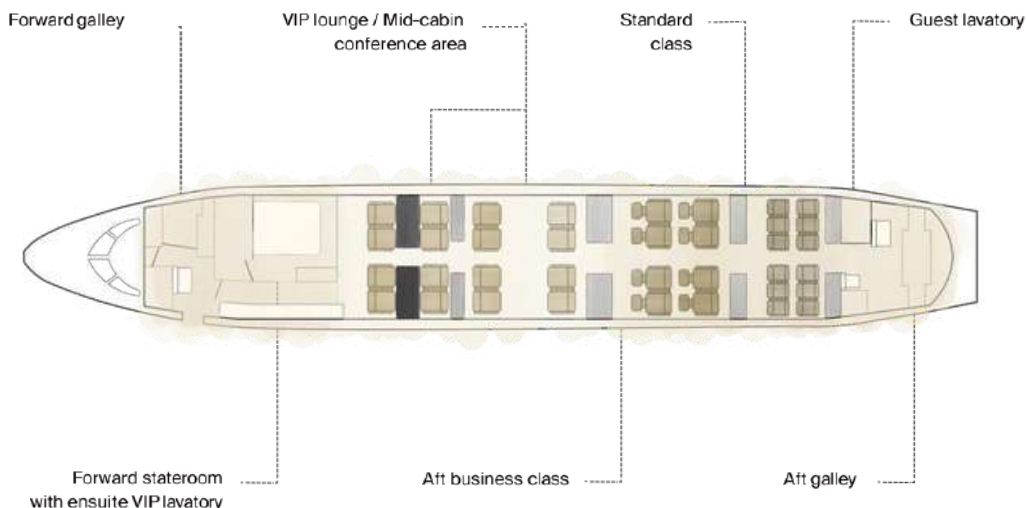 Forward galley
VIP lounge / Mid-cabin
conference area
Standard
class
Guest lavatory
Forward stateroom
with ensuite VIP lavatory
Aft business class
Aft galley